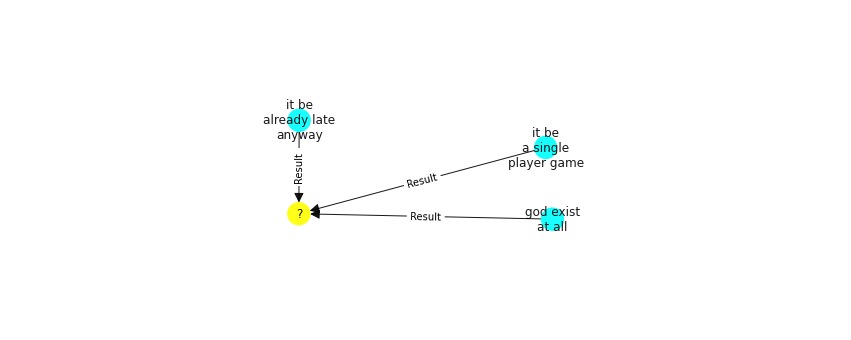 it be
already late
anyway
it be
a single
player game
Result
Result
god exist
at all
Result
?